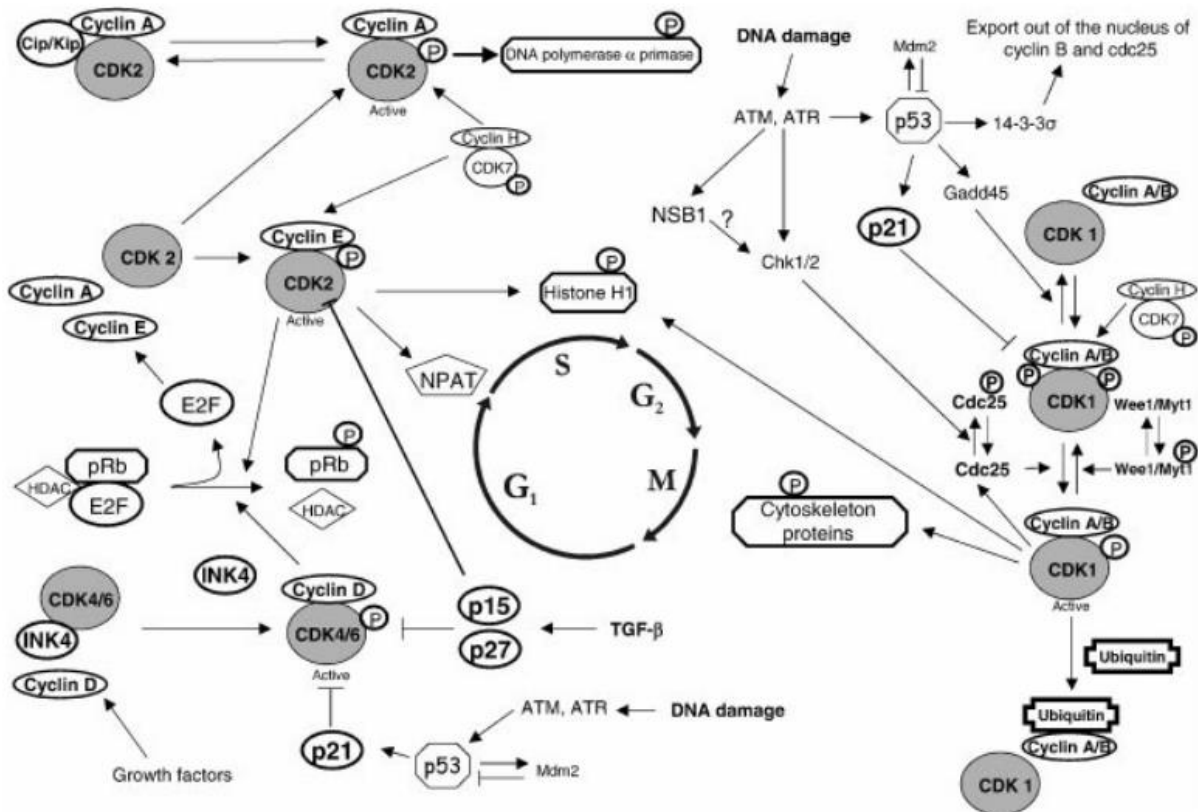 Cip/Kip
Cyclin A
CDK2
Cyclin A
P
CDK2
Active
P
DNA polymerase α primase
Cyclin H
CDK7
P
CDK 2
Cyclin A
Cyclin E
Cyclin E
P
CDK2
Active
P
Histone H1
NPAT
E2F
pRb
HDAC
E2F
P
pRb
HDAC
S
G2
M
G1
CDK4/6
INK4
Cyclin D
Growth factors
INK4
Cyclin D
P
CDK4/6
Active
p15
p27
TGF-β
p21
ATM, ATR
DNA damage
p53
Mdm2
DNA damage
ATM, ATR
Mdm2
p53
14-3-3σ
Export out of the nucleus of
cyclin B and cdc25
NSB1
?
Chk1/2
p21
Gadd45
Cyclin A/B
CDK 1
Cyclin H
CDK7
P
Cyclin A/B
P
P
CDK1
P
Cdc25
Cdc25
Wee1/Myt1
P
Wee1/Myt1
P
Cytoskeleton
proteins
Cyclin A/B
P
CDK1
Active
Ubiquitin
Ubiquitin
Cyclin A/B
CDK 1